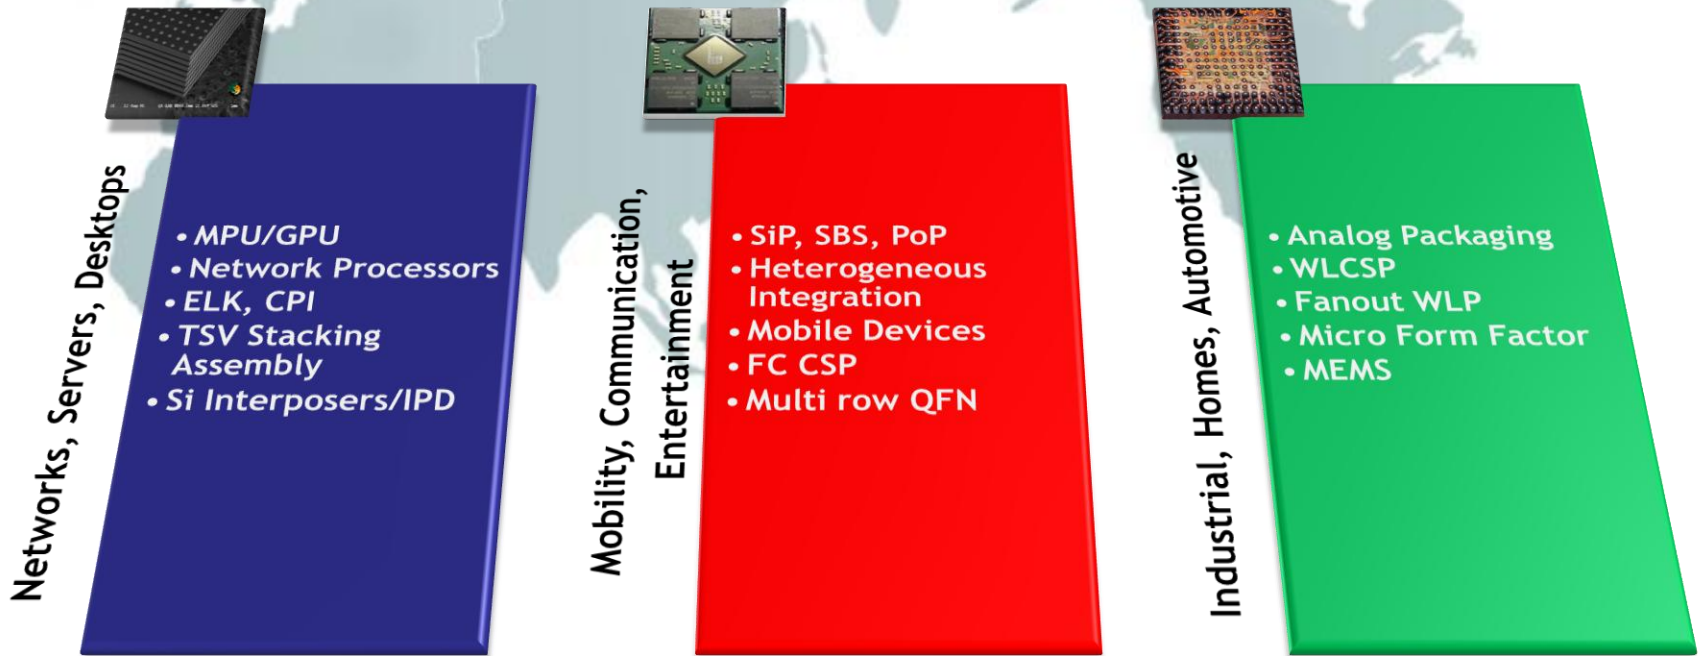 Networks, Servers, Desktops
• MPU/GPU
• Network Processors
• ELK, CPI
• TSV Stacking
Assembly
• Si Interposers/IPD
Mobility, Communication,
Entertainment
• SiP, SBS, PoP
• Heterogeneous
Integration
• Mobile Devices
• FC CSP
• Multi row QFN
Industrial, Homes, Automotive
• Analog Packaging
• WLCSP
• Fanout WLP
• Micro Form Factor
• MEMS